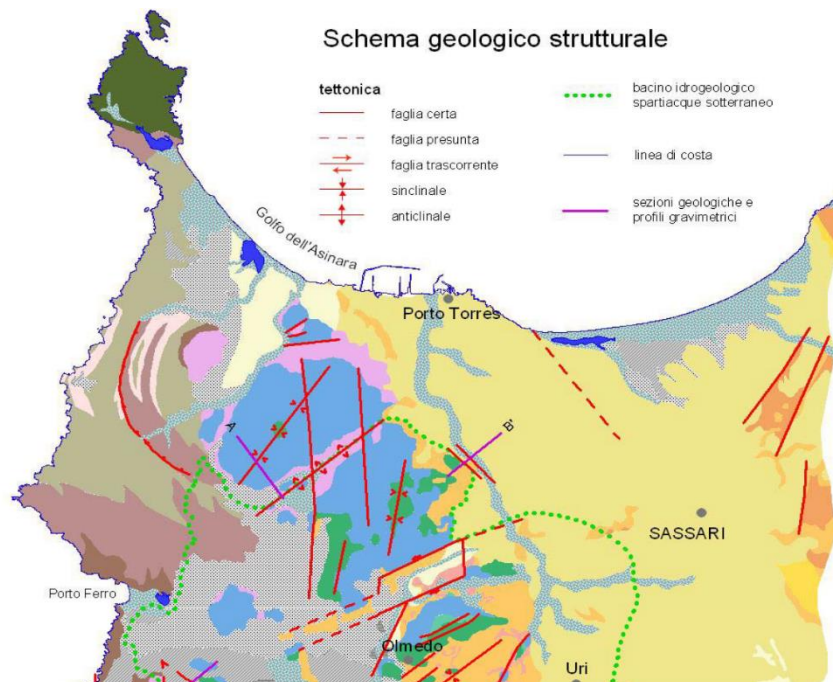 Schema geologico strutturale
tettonica
faglia certa
faglia presunta
faglia trascorrente
sinclinale
anticlinale
bacino idrogeologico
spartiacque sotterraneo
linea di costa
sezioni geologiche e
profili gravimetrici
Golfo dell'Asinara
Porto Torres
A
B'
SASSARI
Porto Ferro
Olmedo
Uri